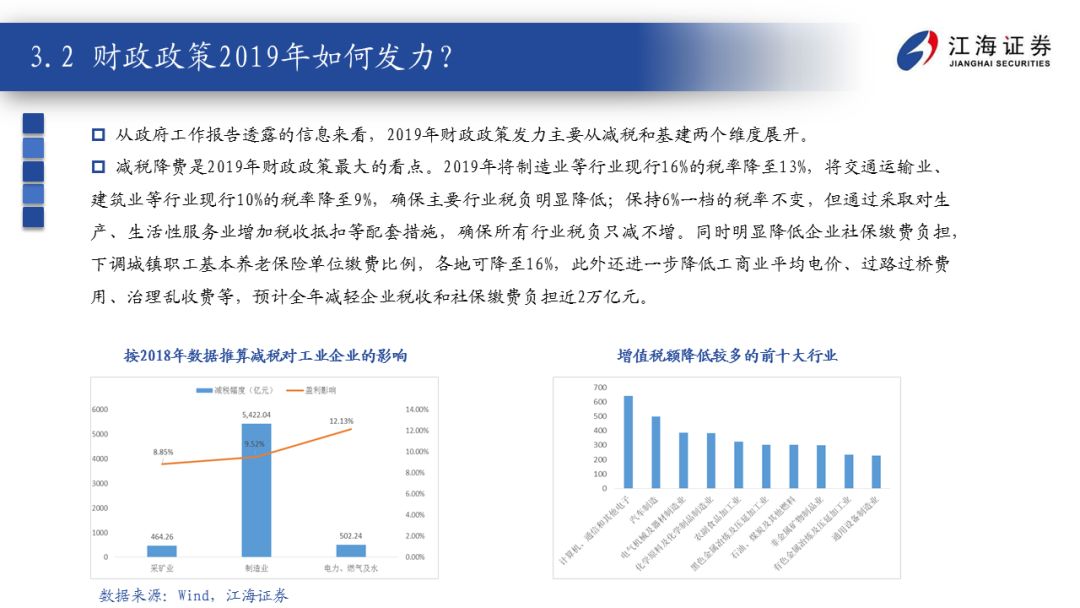 3.2 财政政策2019年如何发力?
江海证券
JIANGHAI SECURITIES
从政府工作报告透露的信息来看，2019年财政政策发力主要从减税和基建两个维度展开。
减税降费是2019年财政政策最大的看点。2019年将制造业等行业现行16%的税率降至13%，将交通运输业、
建筑业等行业现行10%的税率降至9%，确保主要行业税负明显降低；保持6%一档的税率不变，但通过采取对生
产、生活性服务业增加税收抵扣等配套措施，确保所有行业税负只减不增。同时明显降低企业社保缴费负担，
下调城镇职工基本养老保险单位缴费比例，各地可降至16%，此外还进一步降低工商业平均电价、过路过桥费
用、治理乱收费等，预计全年减轻企业税收和社保缴费负担近2万亿元。
按2018年数据推算减税对工业企业的影响
减税幅度（亿元）
盈利影响
6000
5000
4000
3000
2000
1000
0
14.00%
12.00%
10.00%
8.00%
6.00%
4.00%
2.00%
0.00%
8.85%
9.52%
12.13%
464.26
5,422.04
502.24
采矿业
制造业
电力、燃气及水
增值税额降低较多的前十大行业
700
600
500
400
300
200
100
0
计算机、通信和其他电子
汽车制造
电气机械及器材制造业
化学原料及化学制品制造业
农副食品加工业
黑色金属冶炼及压延加工业
石油、煤炭及其他燃料
非金属矿物制品业
有色金属冶炼及压延加工业
通用设备制造业
数据来源：Wind，江海证券